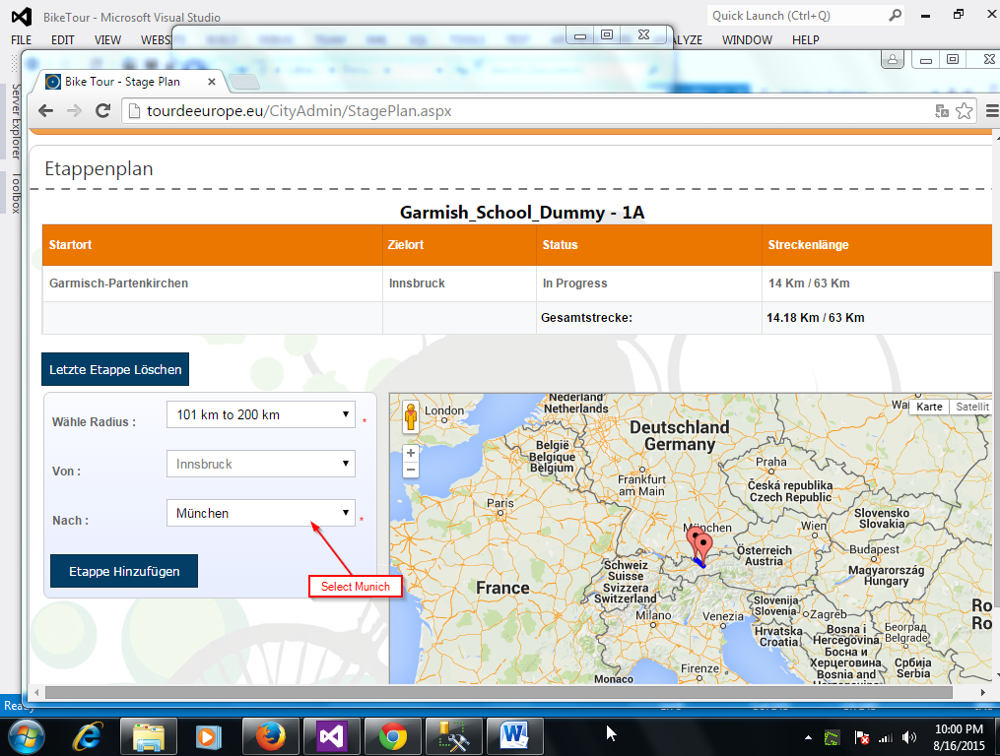 BikeTour - Microsoft Visual Studio
Quick Launch (Ctrl+Q)
FILE EDIT VIEW WEBS LYZE WINDOW HELP
Bike Tour - Stage Plan
tourdeeurope.eu/CityAdmin/StagePlan.aspx
Server Explorer
Toolbox
Etappenplan
Garmish_School_Dummy - 1A
Startort Zielort Status Streckenlänge
Garmisch-Partenkirchen Innsbruck In Progress 14 Km / 63 Km
Gesamtstrecke: 14.18 Km / 63 Km
Letzte Etappe Löschen
Wähle Radius : 101 km to 200 km *
Von : Innsbruck
Nach : München *
Etappe Hinzufügen
Select Munich
Karte Satellit
London
Nederland
Netherlands
Wa
Deutschland
Germany
België
Belgique
Belgium
Frankfurt
am Main
Praha
Česká republika
Czech Republic
Paris
München
Wien
Slovensko
Slovakia
Österreich
Austria
Budapest
Magyarország
Hungary
France
Schweiz
Suisse
Svizzera
Switzerland
Slovenija
Slovenia
Zagreb
Milano
Venezia
Hrvatska
Croatia
Bosna i
Hercegovina
Босна и
Херцеговина
Bosnia and
Београд
Belgrade
Србија
Serbia
Ro
Ro
Firenze
Monaco
Ready
10:00 PM
8/16/2015